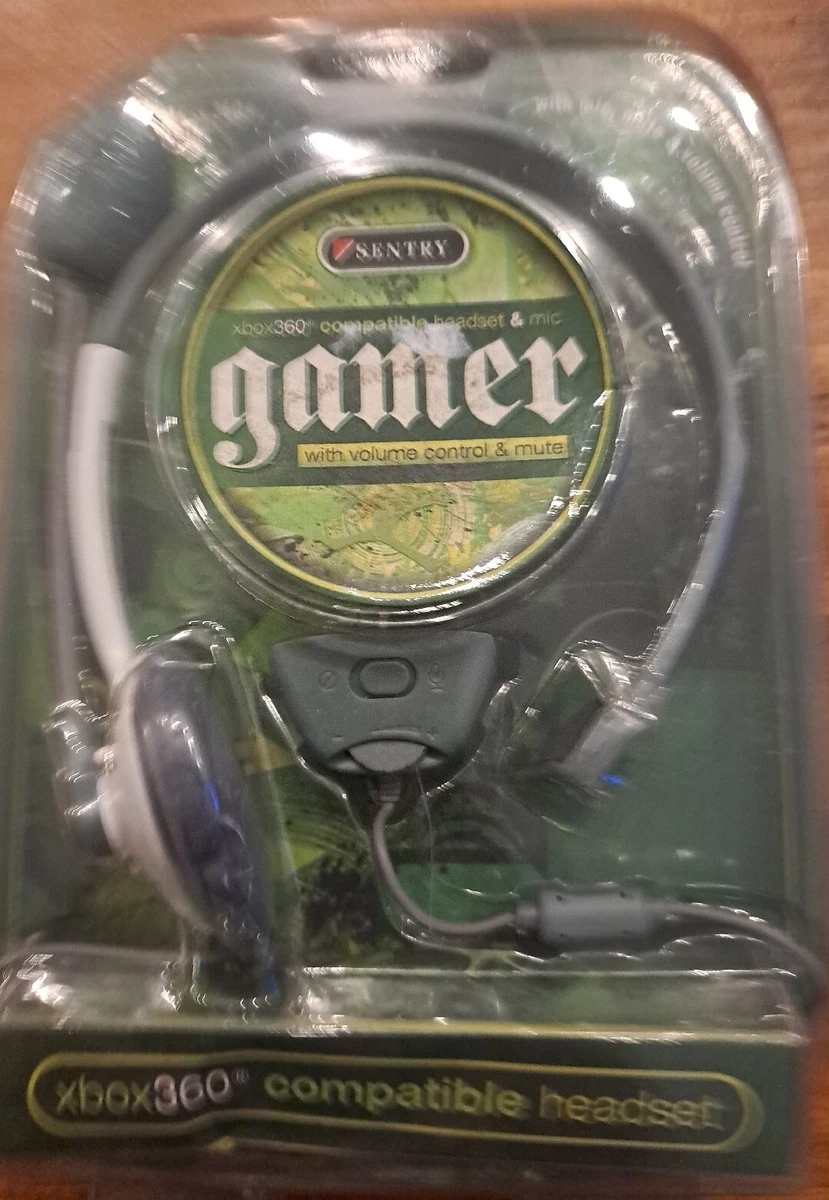 SENTRY
xbox360® compatible headset & mic
gamer
with volume control & mute
xbox360® compatible headset